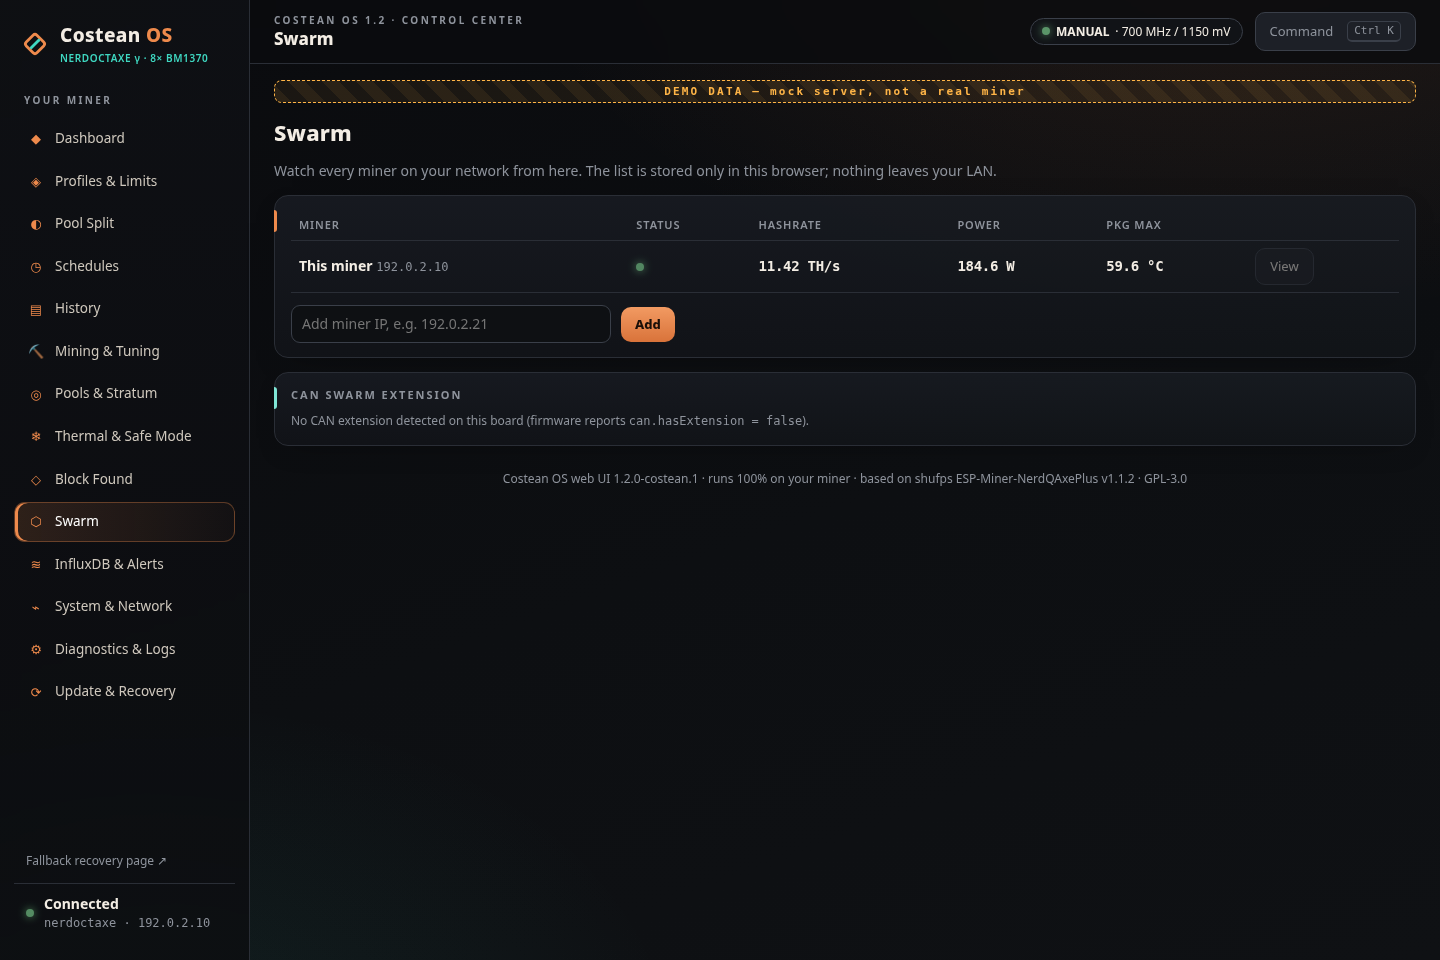 Costean OS
NERDOCTAXE γ · 8× BM1370
YOUR MINER
Dashboard
Profiles & Limits
Pool Split
Schedules
History
Mining & Tuning
Pools & Stratum
Thermal & Safe Mode
Block Found
Swarm
InfluxDB & Alerts
System & Network
Diagnostics & Logs
Update & Recovery
Fallback recovery page ↗
Connected
nerdoctaxe · 192.0.2.10
COSTEAN OS 1.2 · CONTROL CENTER
Swarm
MANUAL · 700 MHz / 1150 mV
Command Ctrl K
DEMO DATA — mock server, not a real miner
Swarm
Watch every miner on your network from here. The list is stored only in this browser; nothing leaves your LAN.
MINER STATUS HASHRATE POWER PKG MAX
This miner 192.0.2.10 11.42 TH/s 184.6 W 59.6 °C View
Add miner IP, e.g. 192.0.2.21 Add
CAN SWARM EXTENSION
No CAN extension detected on this board (firmware reports can.hasExtension = false).
Costean OS web UI 1.2.0-costean.1 · runs 100% on your miner · based on shufps ESP-Miner-NerdQAxePlus v1.1.2 · GPL-3.0